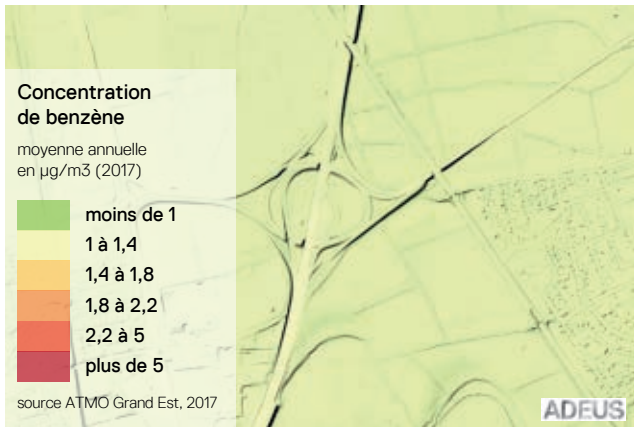 Concentration
de benzène
moyenne annuelle
en µg/m3 (2017)
moins de 1
1 à 1,4
1,4 à 1,8
1,8 à 2,2
2,2 à 5
plus de 5
source ATMO Grand Est, 2017
ADEUS